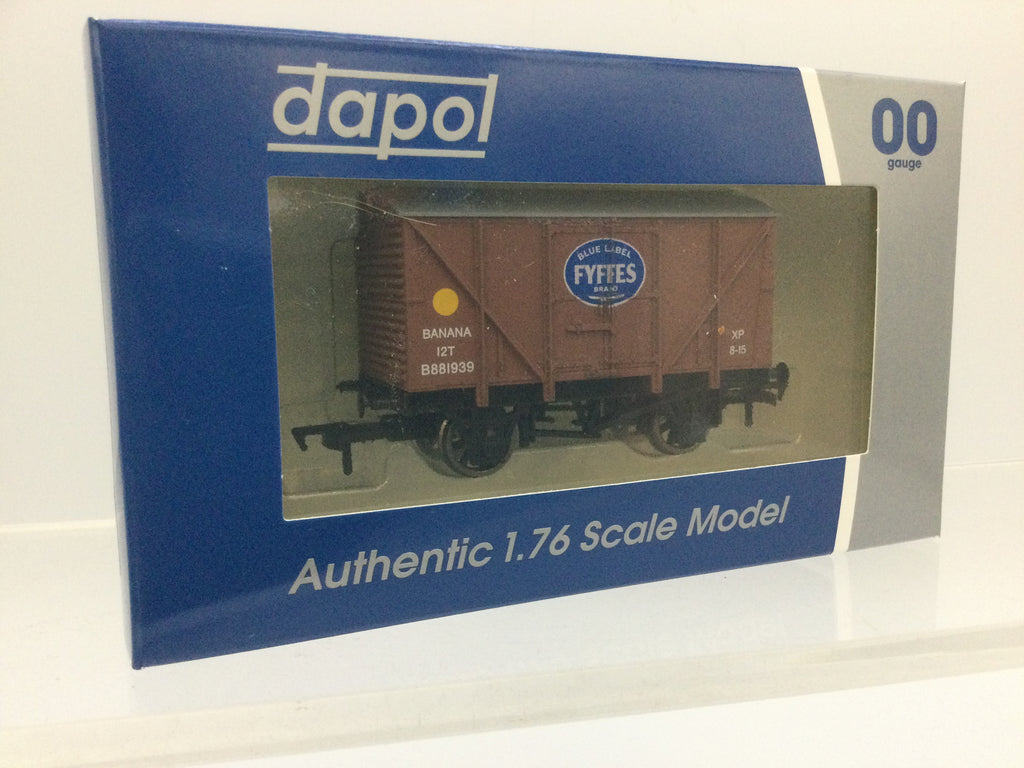 dapol
00
gauge
BLUE LABEL
FYFFES
BRAND
BANANA
12T
B881939
XP
8-15
Authentic 1.76 Scale Model